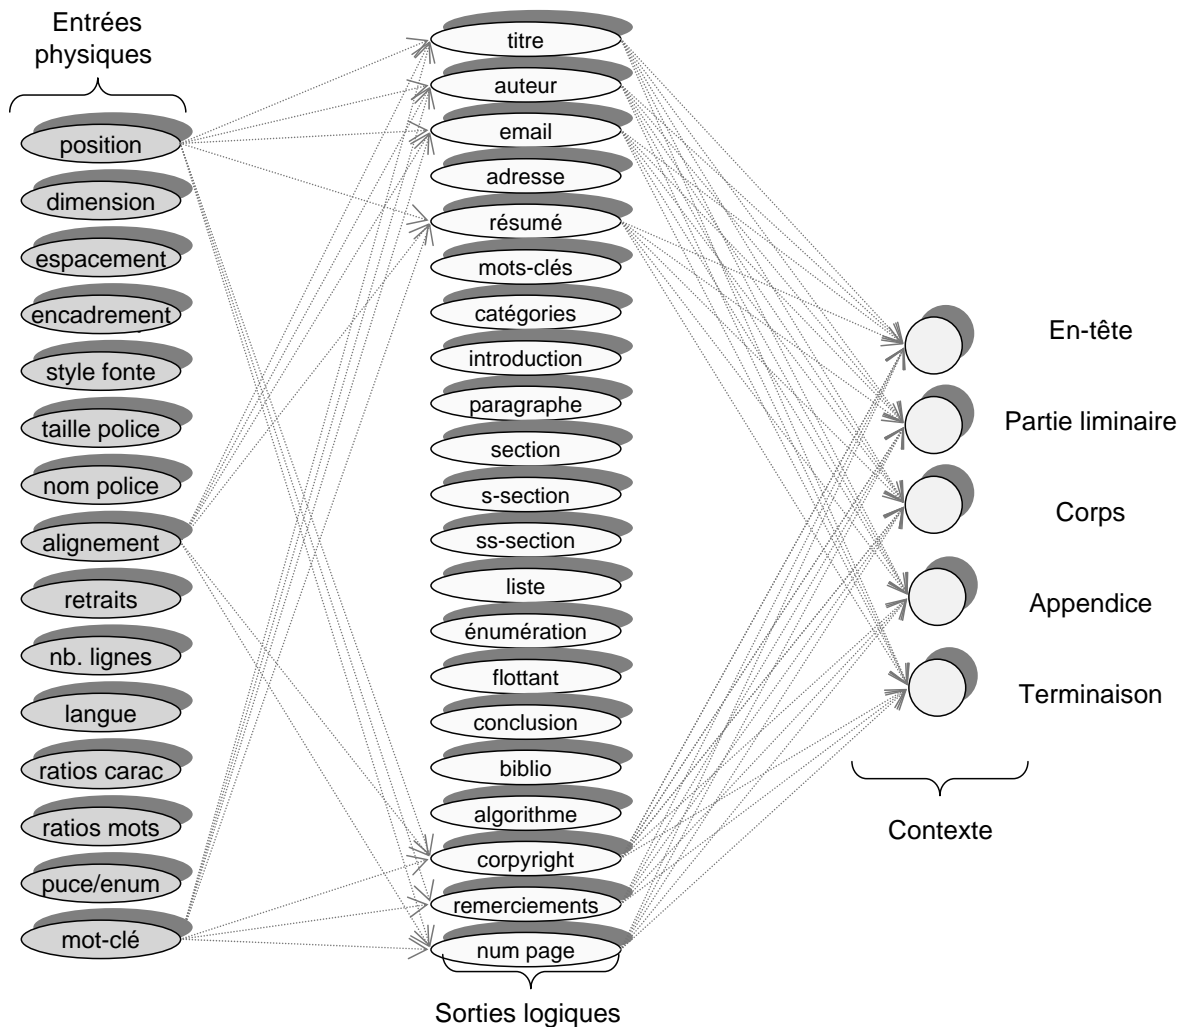 Entrées
physiques
position
dimension
espacement
encadrement
style fonte
taille police
nom police
alignement
retraits
nb. lignes
langue
ratios carac
ratios mots
puce/enum
mot-clé
titre
auteur
email
adresse
résumé
mots-clés
catégories
introduction
paragraphe
section
s-section
ss-section
liste
énumération
flottant
conclusion
biblio
algorithme
corpyright
remerciements
num page
Sorties logiques
En-tête
Partie liminaire
Corps
Appendice
Terminaison
Contexte